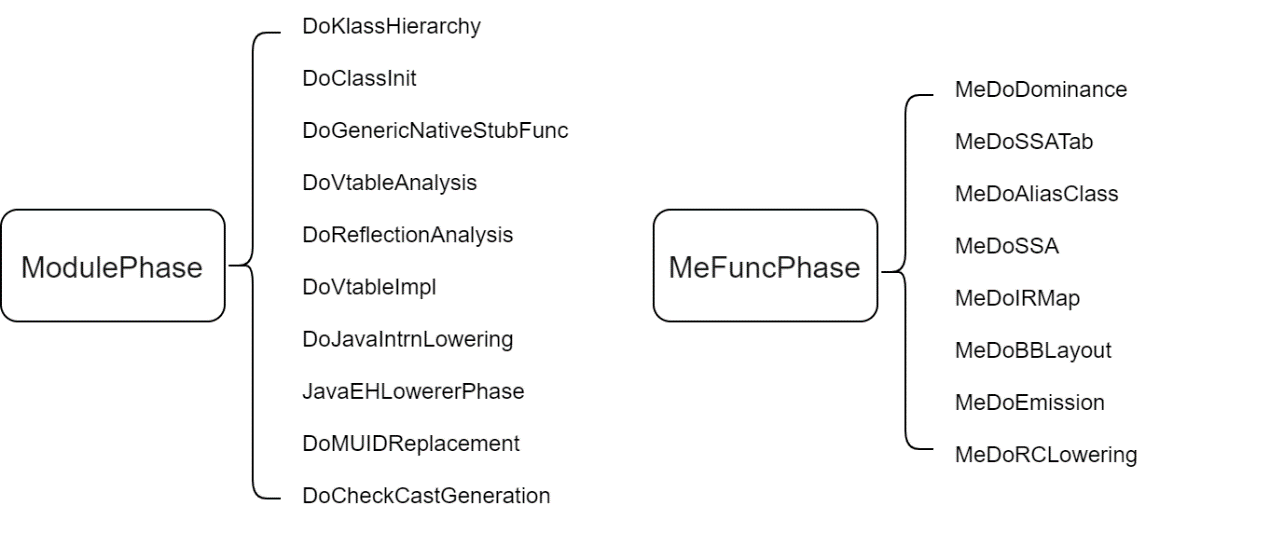 ModulePhase
DoKlassHierarchy
DoClassInit
DoGenericNativeStubFunc
DoVtableAnalysis
DoReflectionAnalysis
DoVtableImpl
DoJavaIntrnLowering
JavaEHLowererPhase
DoMUIDReplacement
DoCheckCastGeneration
MeFuncPhase
MeDoDominance
MeDoSSATab
MeDoAliasClass
MeDoSSA
MeDoIRMap
MeDoBBLayout
MeDoEmission
MeDoRCLowering